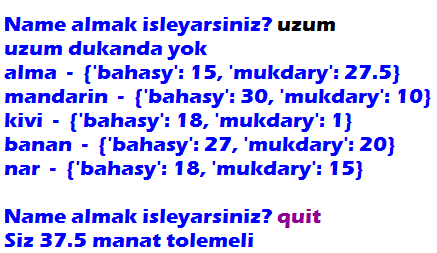 Name almak isleyarsiniz? uzum
uzum dukanda yok
alma - {'bahasy': 15, 'mukdary': 27.5}
mandarin - {'bahasy': 30, 'mukdary': 10}
kivi - {'bahasy': 18, 'mukdary': 1}
banan - {'bahasy': 27, 'mukdary': 20}
nar - {'bahasy': 18, 'mukdary': 15}
Name almak isleyarsiniz? quit
Siz 37.5 manat tolemeli